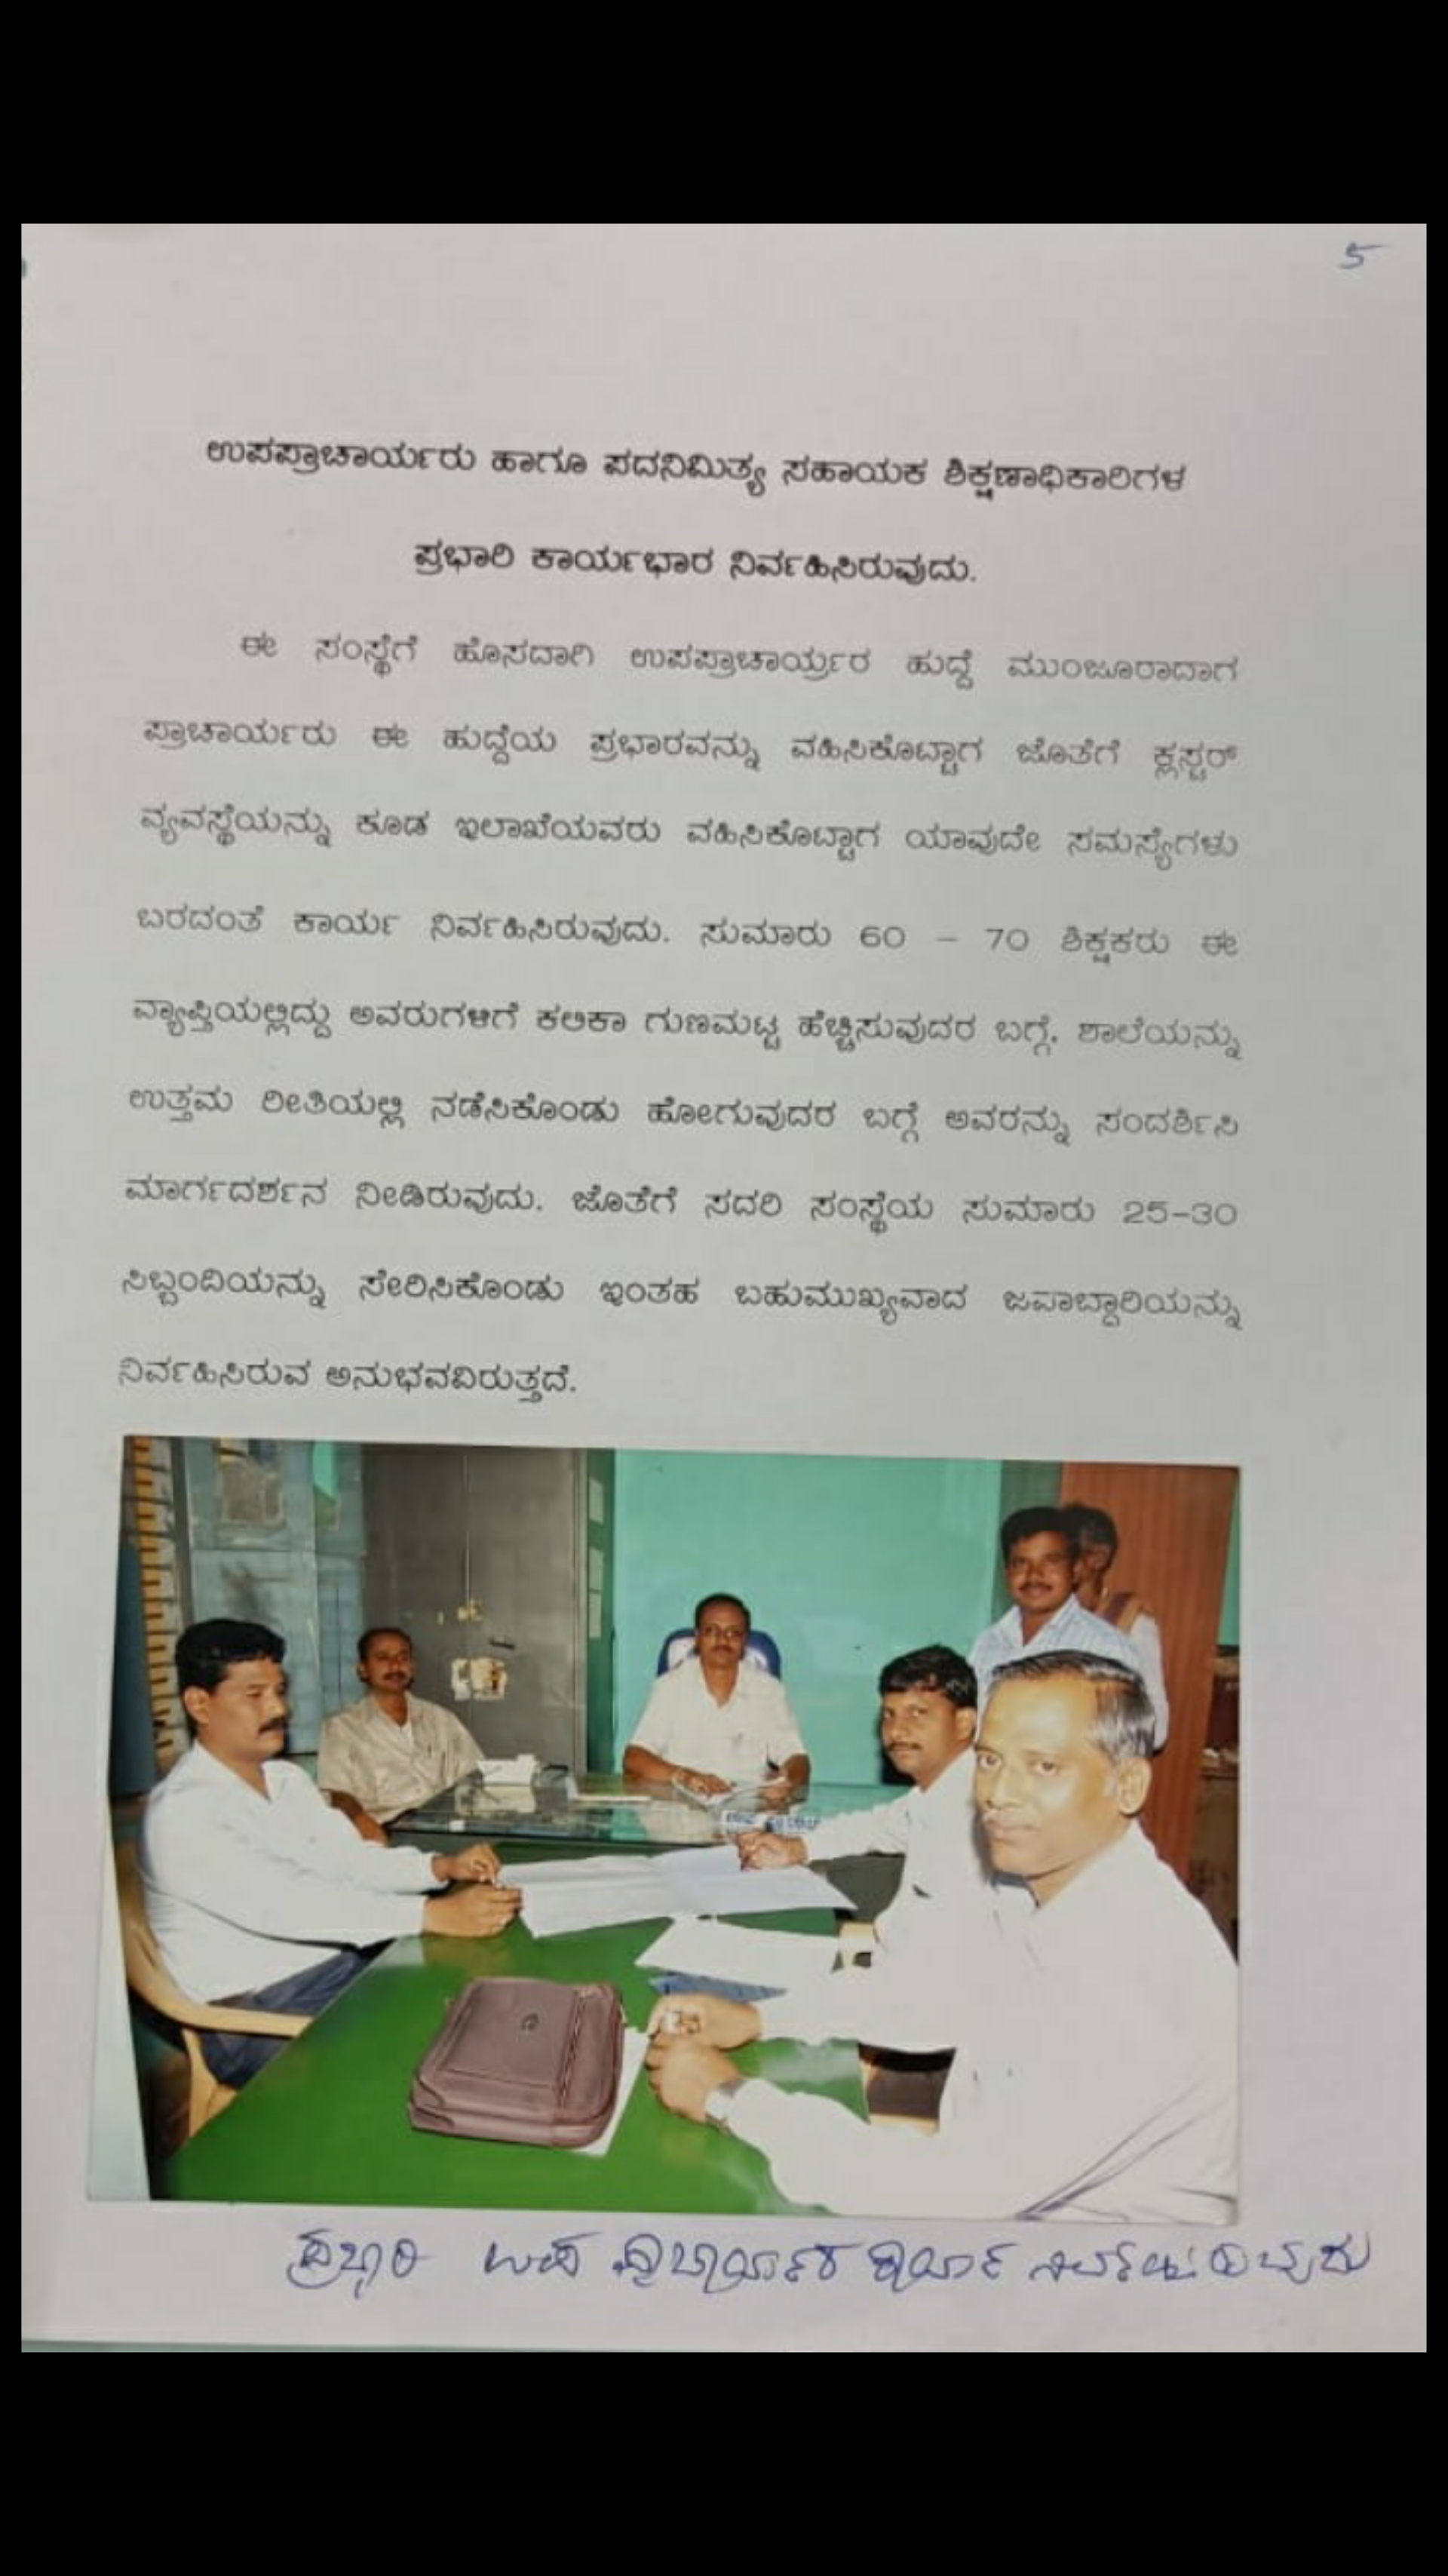 5
ಉಪಪ್ರಾಚಾರ್ಯರು ಹಾಗೂ ಪದನಿಮಿತ್ಯ ಸಹಾಯಕ ಶಿಕ್ಷಣಾಧಿಕಾರಿಗಳ
ಪ್ರಭಾರಿ ಕಾರ್ಯಭಾರ ನಿರ್ವಹಿಸಿರುವುದು.
ಈ ಸಂಸ್ಥೆಗೆ ಹೊಸದಾಗಿ ಉಪಪ್ರಾಚಾರ್ಯ್ರರ ಹುದ್ದೆ ಮುಂಜೂರಾದಾಗ
ಪ್ರಾಚಾರ್ಯರು ಈ ಹುದ್ದೆಯ ಪ್ರಭಾರವನ್ನು ವಹಿಸಿಕೊಟ್ಟಾಗ ಜೊತೆಗೆ ಕ್ಲಸ್ಟರ್
ವ್ಯವಸ್ಥೆಯನ್ನು ಕೂಡ ಇಲಾಖೆಯವರು ವಹಿಸಿಕೊಟ್ಟಾಗ ಯಾವುದೇ ಸಮಸ್ಯೆಗಳು
ಬರದಂತೆ ಕಾರ್ಯ ನಿರ್ವಹಿಸಿರುವುದು. ಸುಮಾರು 60 – 70 ಶಿಕ್ಷಕರು ಈ
ವ್ಯಾಪ್ತಿಯಲ್ಲಿದ್ದು ಅವರುಗಳಿಗೆ ಕಲಿಕಾ ಗುಣಮಟ್ಟ ಹೆಚ್ಚಿಸುವುದರ ಬಗ್ಗೆ. ಶಾಲೆಯನ್ನು
ಉತ್ತಮ ರೀತಿಯಲ್ಲಿ ನಡೆಸಿಕೊಂಡು ಹೋಗುವುದರ ಬಗ್ಗೆ ಅವರನ್ನು ಸಂದರ್ಶಿಸಿ
ಮಾರ್ಗದರ್ಶನ ನೀಡಿರುವುದು. ಜೊತೆಗೆ ಸದರಿ ಸಂಸ್ಥೆಯ ಸುಮಾರು 25-30
ಸಿಬ್ಬಂದಿಯನ್ನು ಸೇರಿಸಿಕೊಂಡು ಇಂತಹ ಬಹುಮುಖ್ಯವಾದ ಜವಾಬ್ದಾರಿಯನ್ನು
ನಿರ್ವಹಿಸಿರುವ ಅನುಭವವಿರುತ್ತದೆ.
ಪ್ರಭಾರಿ ಉಪ ಪ್ರಾಚಾರ್ಯರ ಕಾರ್ಯ